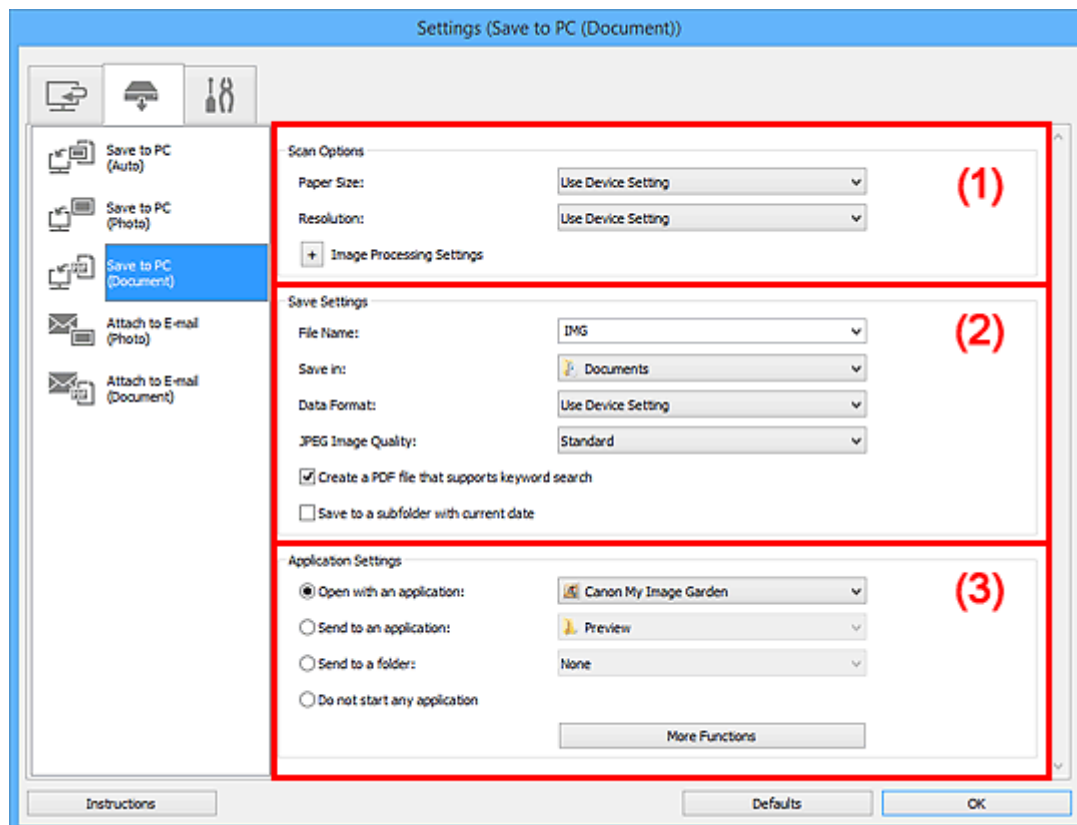 Settings (Save to PC (Document))
Save to PC
(Auto)
Save to PC
(Photo)
Save to PC
(Document)
Attach to E-mail
(Photo)
Attach to E-mail
(Document)
Scan Options
(1)
Paper Size: Use Device Setting
Resolution: Use Device Setting
+ Image Processing Settings
Save Settings
(2)
File Name: IMG
Save in: Documents
Data Format: Use Device Setting
JPEG Image Quality: Standard
Create a PDF file that supports keyword search
Save to a subfolder with current date
Application Settings
(3)
Open with an application: Canon My Image Garden
Send to an application: Preview
Send to a folder: None
Do not start any application
More Functions
Instructions Defaults OK